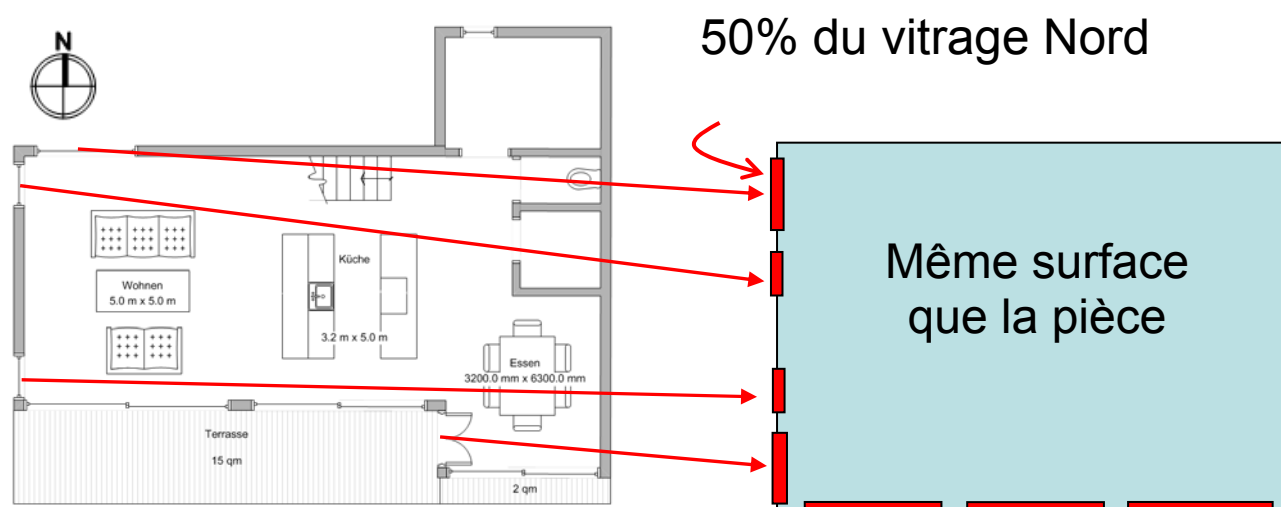 50% du vitrage Nord
N
Küche
Wohnen
5.0 m x 5.0 m
3.2 m x 5.0 m
Essen
3200.0 mm x 6300.0 mm
Terrasse
15 qm
2 qm
Même surface
que la pièce